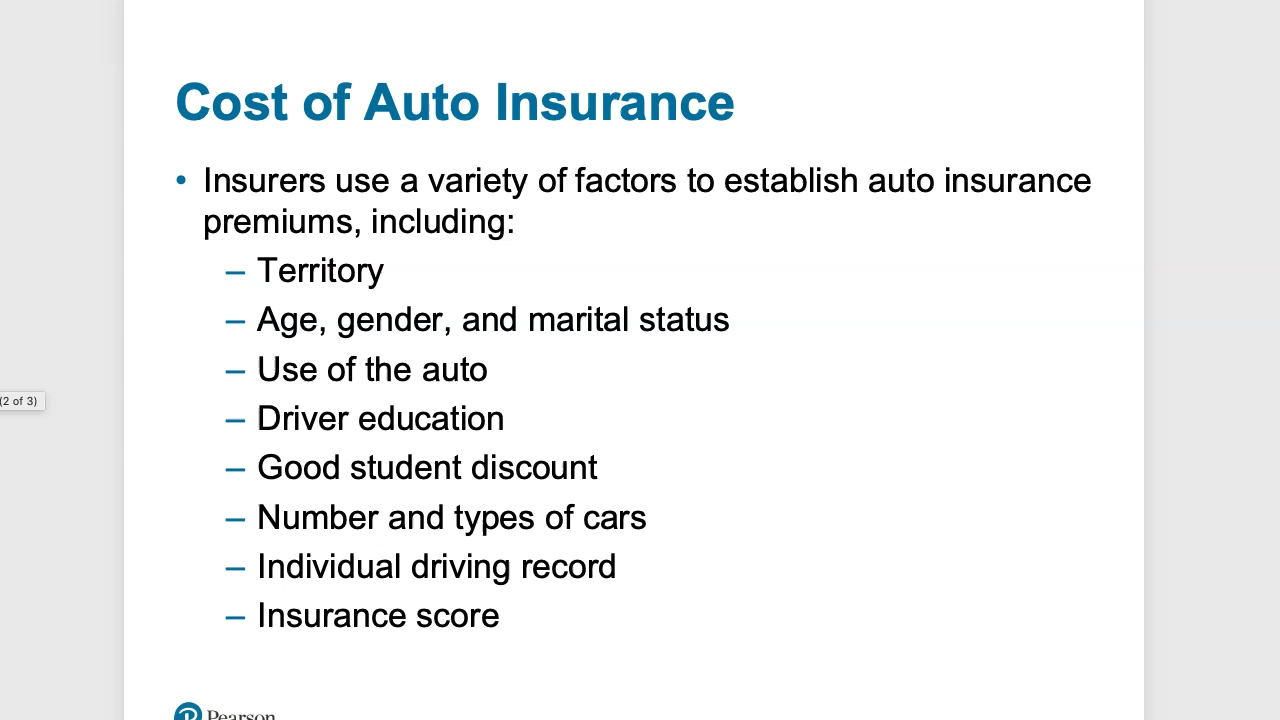 Cost of Auto Insurance
• Insurers use a variety of factors to establish auto insurance
premiums, including:
– Territory
– Age, gender, and marital status
– Use of the auto
– Driver education
– Good student discount
– Number and types of cars
– Individual driving record
– Insurance score
(2 of 3)
Pearson